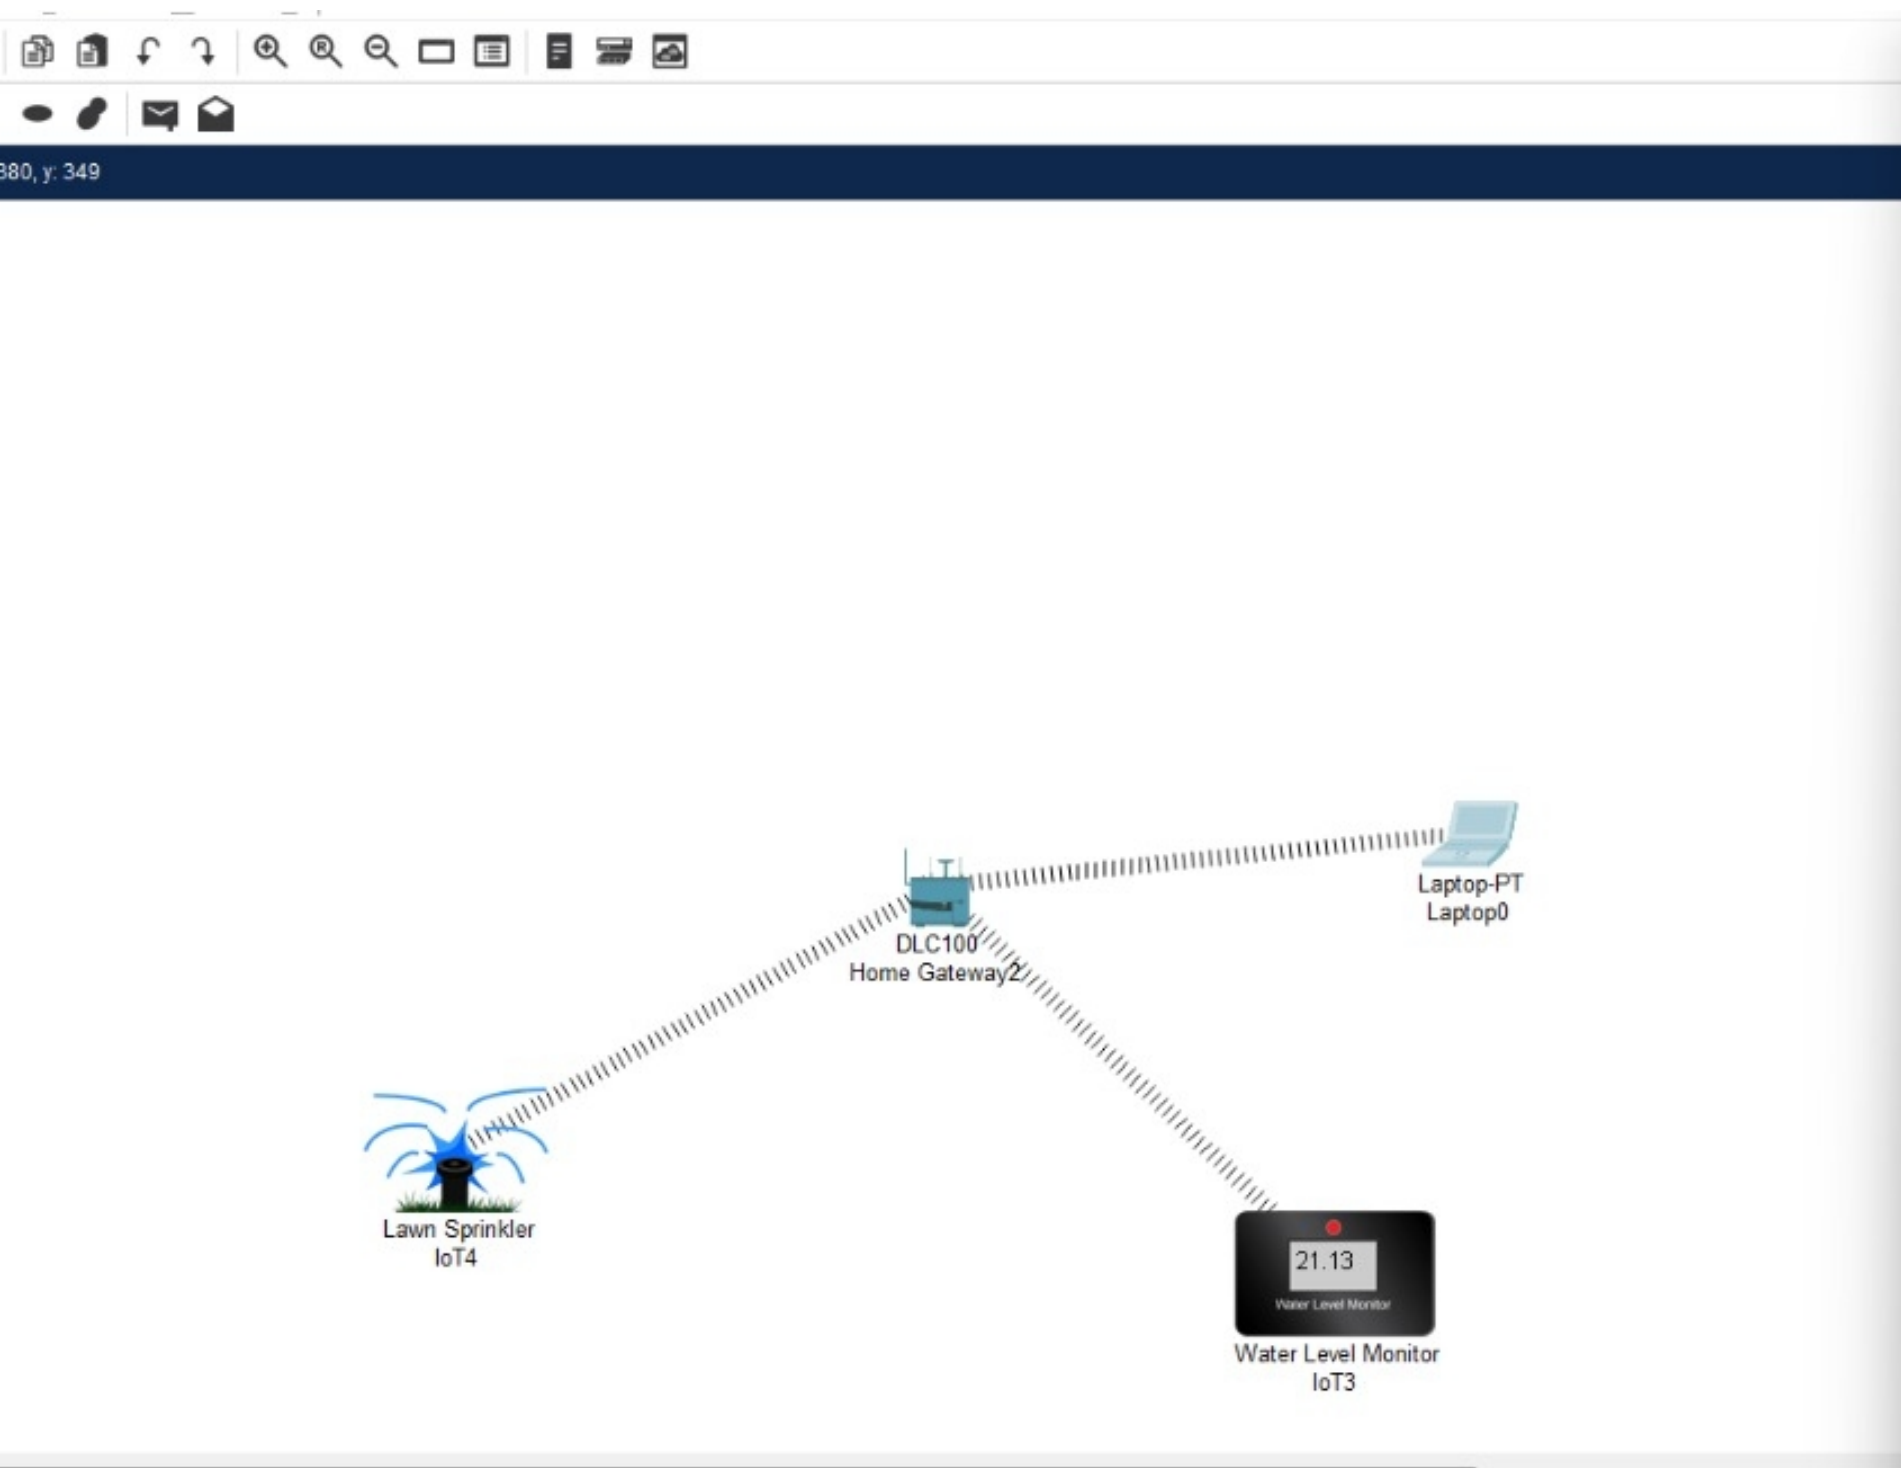 380, y: 349
Laptop-PT
Laptop0
DLC100
Home Gateway2
Lawn Sprinkler
IoT4
21.13
Water Level Monitor
Water Level Monitor
IoT3